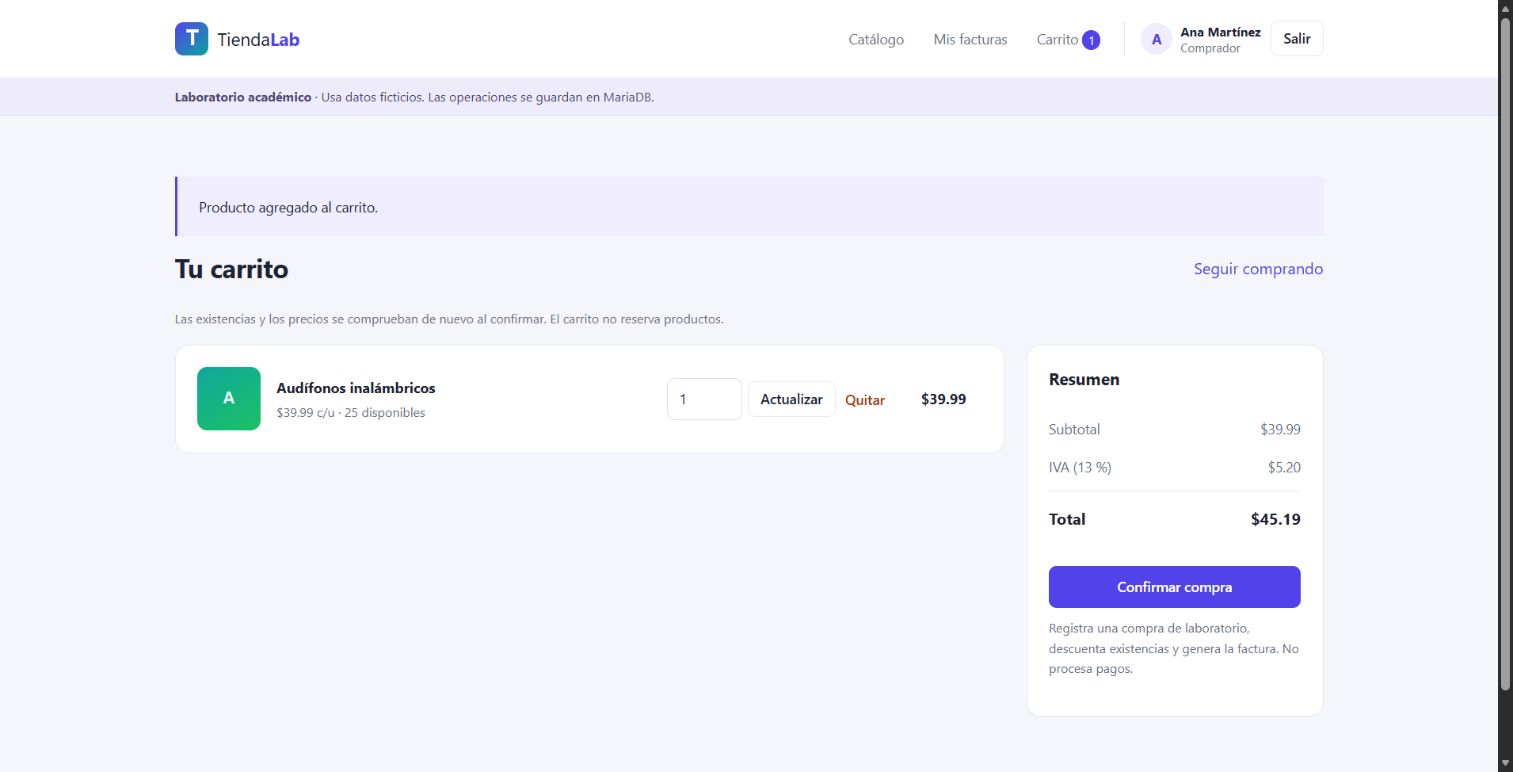 T TiendaLab
Catálogo Mis facturas Carrito 1 A Ana Martínez
Comprador
Salir
Laboratorio académico · Usa datos ficticios. Las operaciones se guardan en MariaDB.
Producto agregado al carrito.
Tu carrito
Seguir comprando
Las existencias y los precios se comprueban de nuevo al confirmar. El carrito no reserva productos.
A
Audífonos inalámbricos
$39.99 c/u · 25 disponibles
1 Actualizar Quitar $39.99
Resumen
Subtotal $39.99
IVA (13 %) $5.20
Total $45.19
Confirmar compra
Registra una compra de laboratorio,
descuenta existencias y genera la factura. No
procesa pagos.